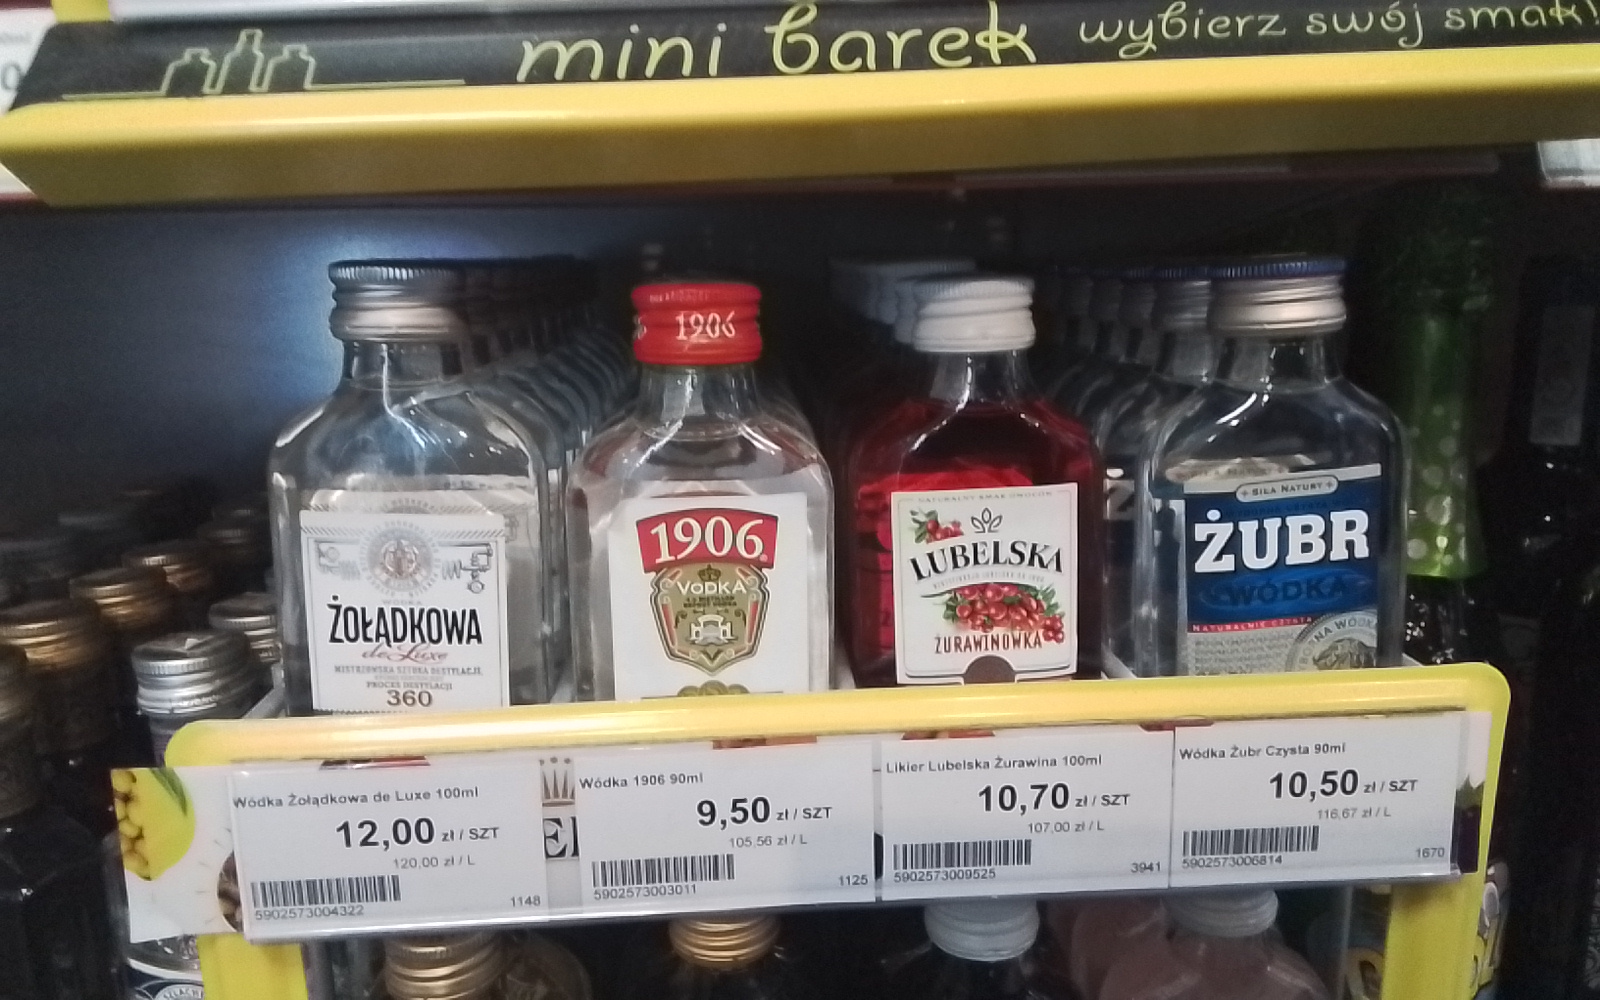 mini barek wybierz swój smak!
1906
ŻOŁĄDKOWA
de Luxe
MISTRZOWSKA SZTUKA DESTYLACJI
PROCES DESTYLACJI
360
1906
VODKA
NATURALNY SMAK OWOCÓW
LUBELSKA
ŻURAWINÓWKA
SIŁA NATURY
ŻUBR
WÓDKA
NATURALNIE CZYSTA
Wódka Żołądkowa de Luxe 100ml
12,00 zł / SZT
120,00 zł / L
5902573004322
1148
Wódka 1906 90ml
9,50 zł / SZT
105,56 zł / L
5902573003011
1125
Likier Lubelska Żurawina 100ml
10,70 zł / SZT
107,00 zł / L
5902573009525
3941
Wódka Żubr Czysta 90ml
10,50 zł / SZT
116,67 zł / L
5902573006814
1670